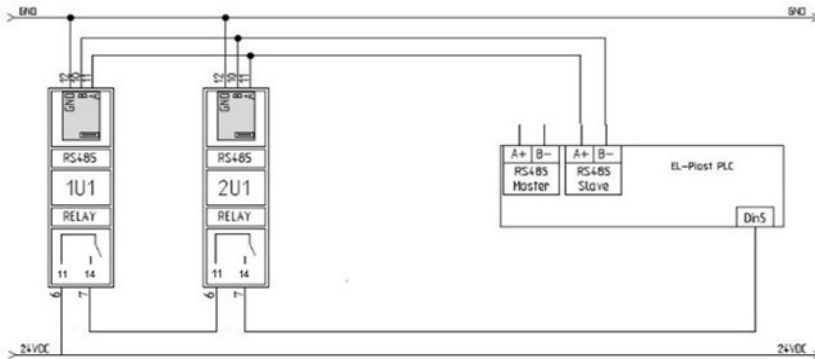 GND GND
12 10 11 12 10 11
GND B A GND B A
A+ B- A+ B-
RS485 RS485 RS485 RS485 EL-Piast PLC
Master Slave
1U1 2U1
RELAY RELAY Din5
11 14 11 14
6 7 6 7
24VDC 24VDC